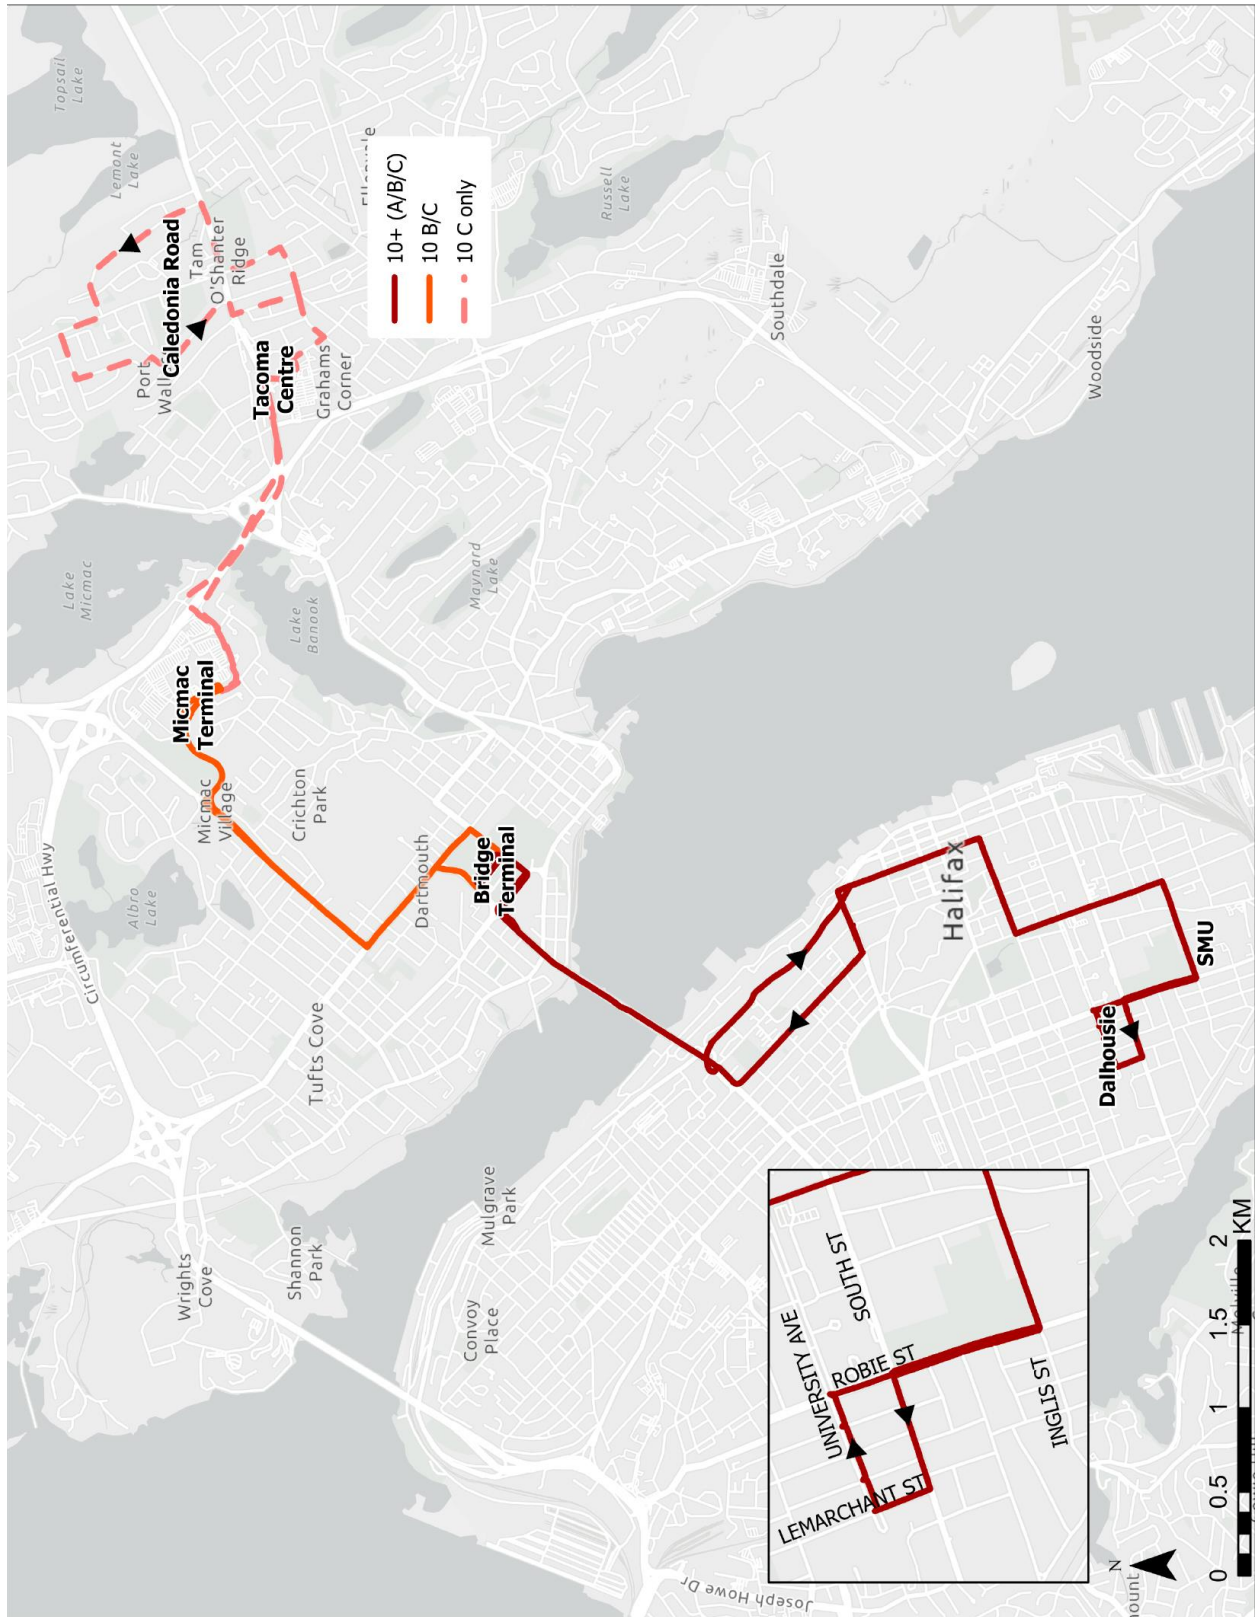 Topsail
Lake
Lemont
Lake
Lake
Micmac
Circumferential Hwy
Albro
Lake
Port
Caledonia Road
Tam
O'Shanter
Ridge
Wrights
Cove
Micmac
Terminal
Micmac
Village
Tacoma
Centre
Grahams
Corner
Lake
Banook
Crichton
Park
Shannon
Park
Tufts Cove
10+ (A/B/C)
10 B/C
10 C only
Dartmouth
Maynard
Lake
Bridge
Terminal
Mulgrave
Park
Convoy
Place
Russell
Lake
Joseph Howe Dr
Southdale
UNIVERSITY AVE
SOUTH ST
LEMARCHANT ST
ROBIE ST
INGLIS ST
Halifax
Woodside
Dalhousie
SMU
N
0 0.5 1 1.5 2
KM